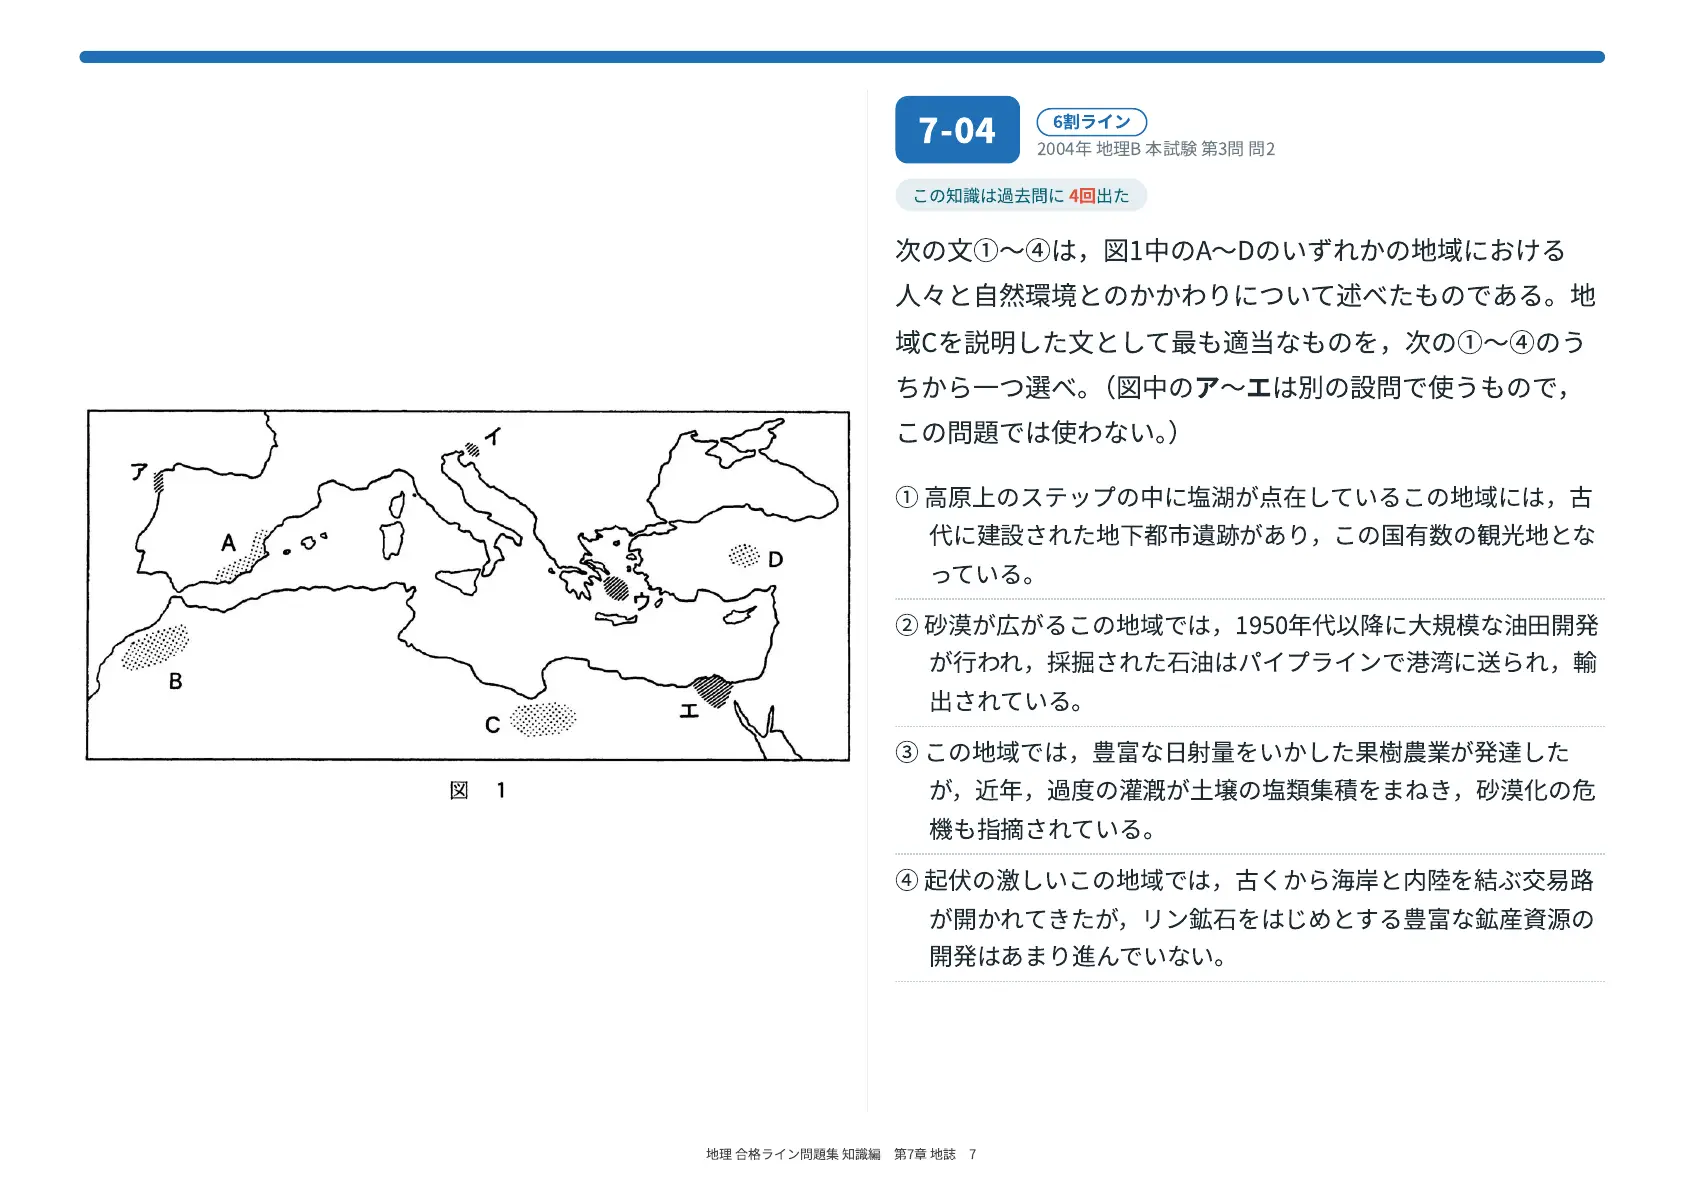 ア
イ
A
D
ウ
B
C
エ
図 1
7-04
6割ライン
2004年 地理B 本試験 第3問 問2
この知識は過去問に 4回出た
次の文①～④は，図1中のA～Dのいずれかの地域における
人々と自然環境とのかかわりについて述べたものである。地
域Cを説明した文として最も適当なものを，次の①～④のう
ちから一つ選べ。（図中のア～エは別の設問で使うもので，
この問題では使わない。）
① 高原上のステップの中に塩湖が点在しているこの地域には，古
代に建設された地下都市遺跡があり，この国有数の観光地とな
っている。
② 砂漠が広がるこの地域では，1950年代以降に大規模な油田開発
が行われ，採掘された石油はパイプラインで港湾に送られ，輸
出されている。
③ この地域では，豊富な日射量をいかした果樹農業が発達した
が，近年，過度の灌漑が土壌の塩類集積をまねき，砂漠化の危
機も指摘されている。
④ 起伏の激しいこの地域では，古くから海岸と内陸を結ぶ交易路
が開かれてきたが，リン鉱石をはじめとする豊富な鉱産資源の
開発はあまり進んでいない。
地理 合格ライン問題集 知識編 第7章 地誌 7